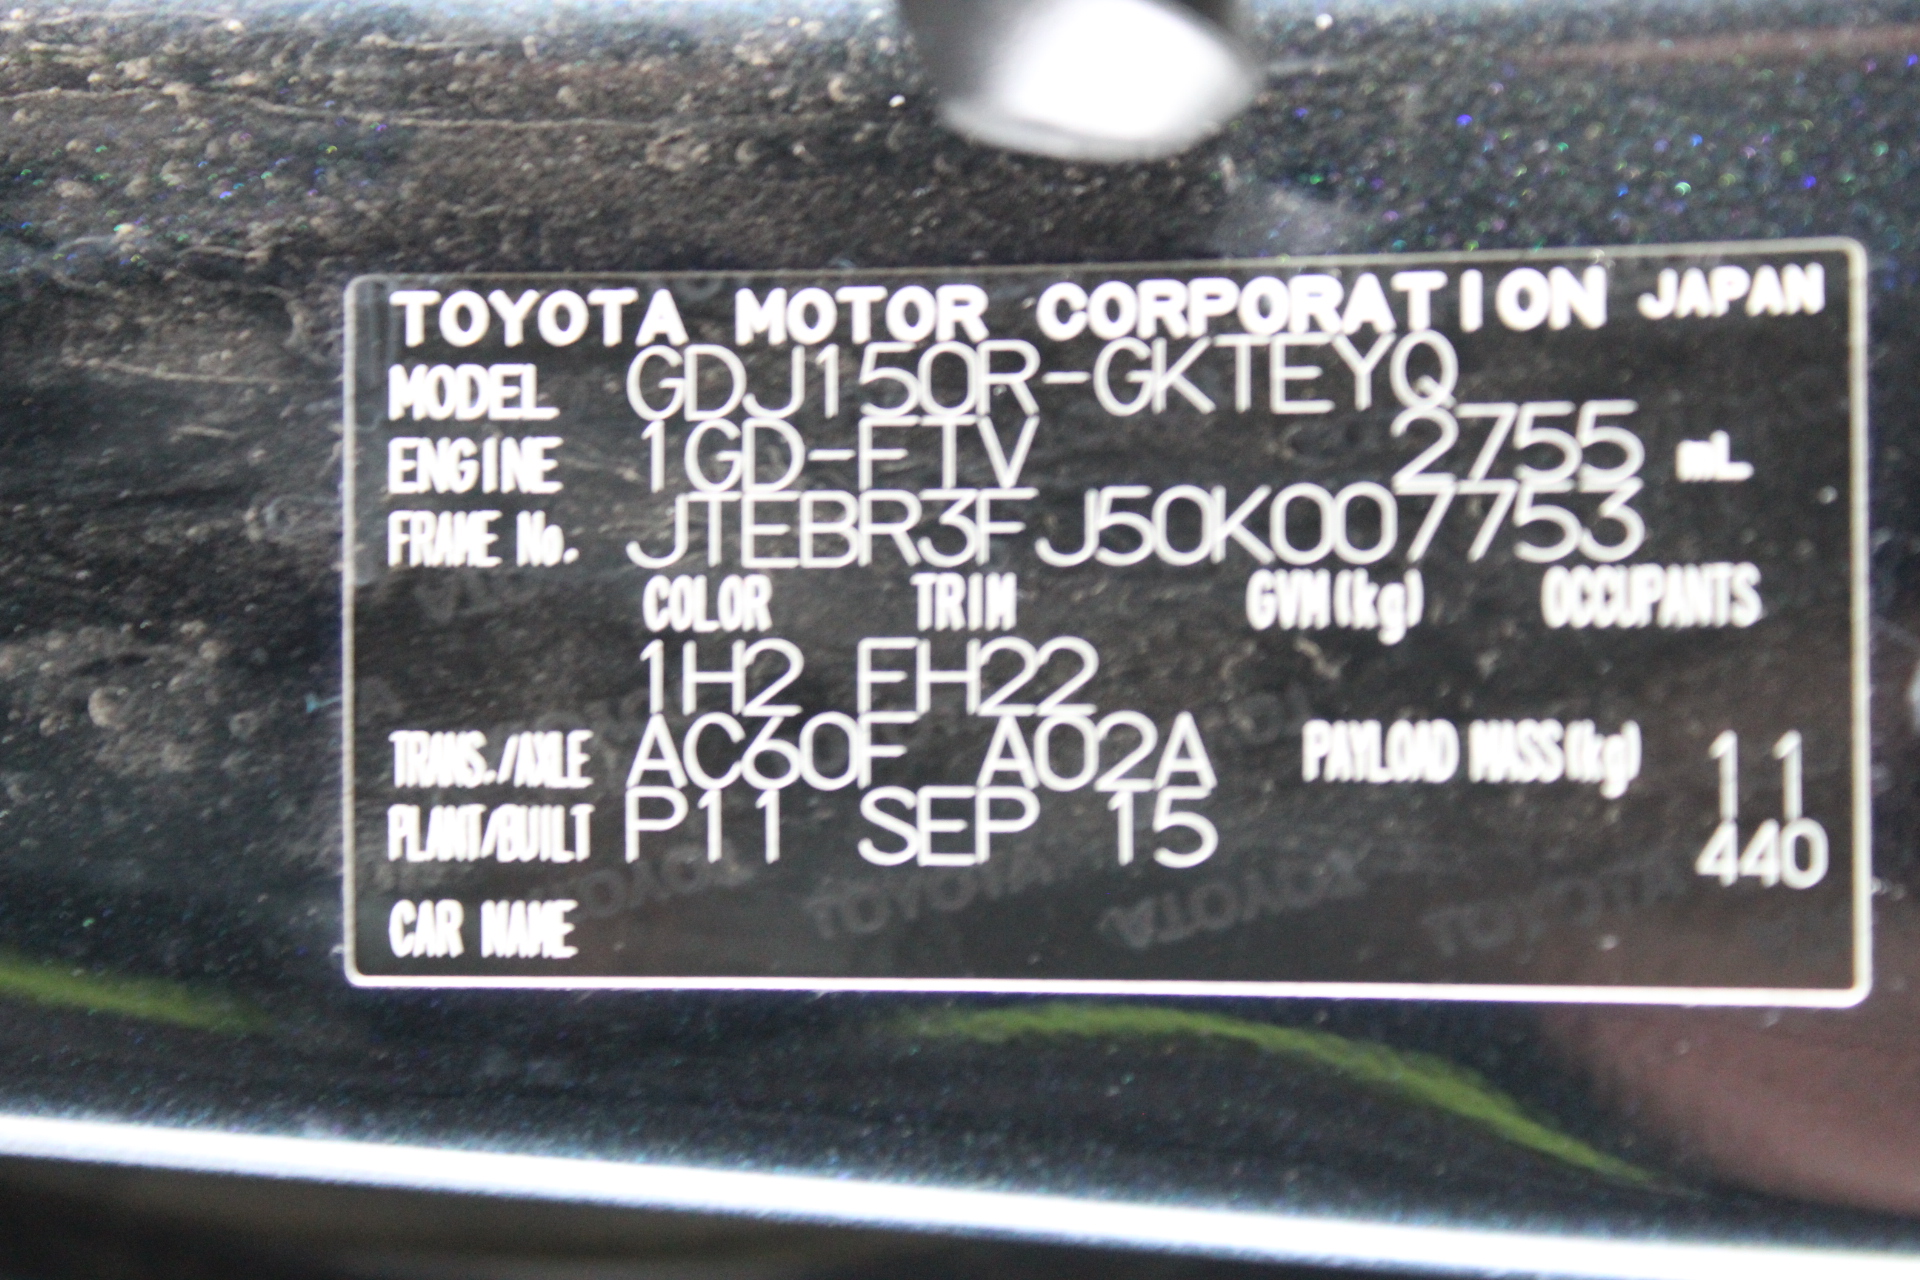 TOYOTA MOTOR CORPORATION JAPAN
MODEL GDJ150R-GKTEYQ
ENGINE 1GD-FTV 2755 mL
FRAME No. JTEBR3FJ50K007753
COLOR TRIM GVM(kg) OCCUPANTS
1H2 FH22
TRANS./AXLE AC60F A02A PAYLOAD MASS(kg) 11
PLANT/BUILT P11 SEP 15 440
CAR NAME